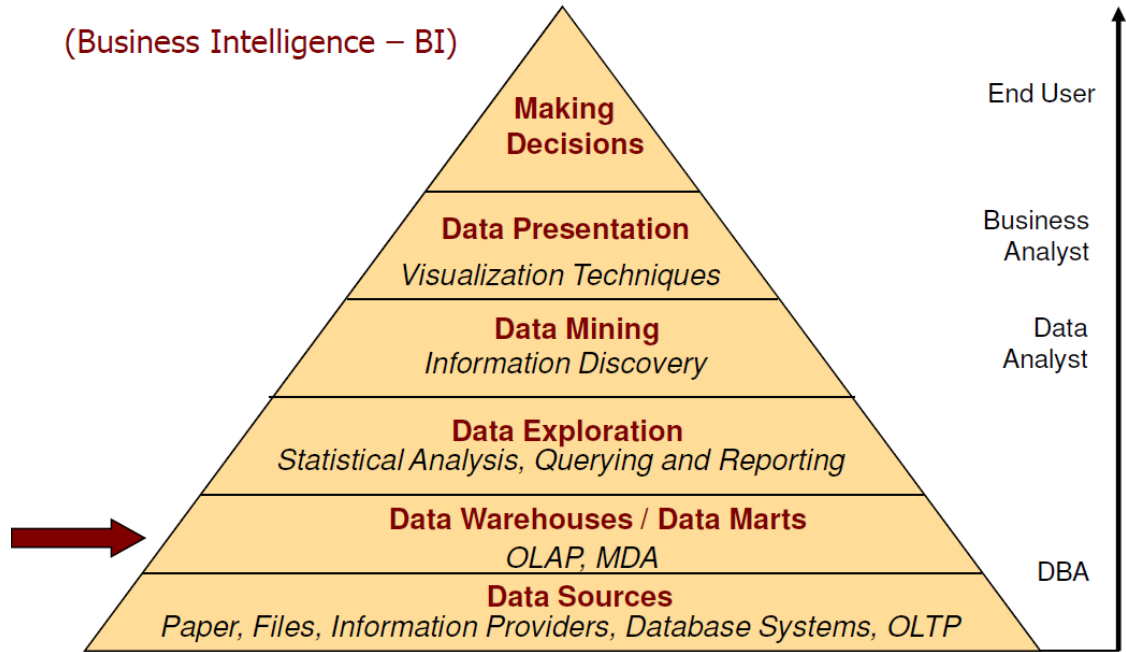 (Business Intelligence – BI)
Making
Decisions
End User
Data Presentation
Visualization Techniques
Business
Analyst
Data Mining
Information Discovery
Data
Analyst
Data Exploration
Statistical Analysis, Querying and Reporting
Data Warehouses / Data Marts
OLAP, MDA
DBA
Data Sources
Paper, Files, Information Providers, Database Systems, OLTP